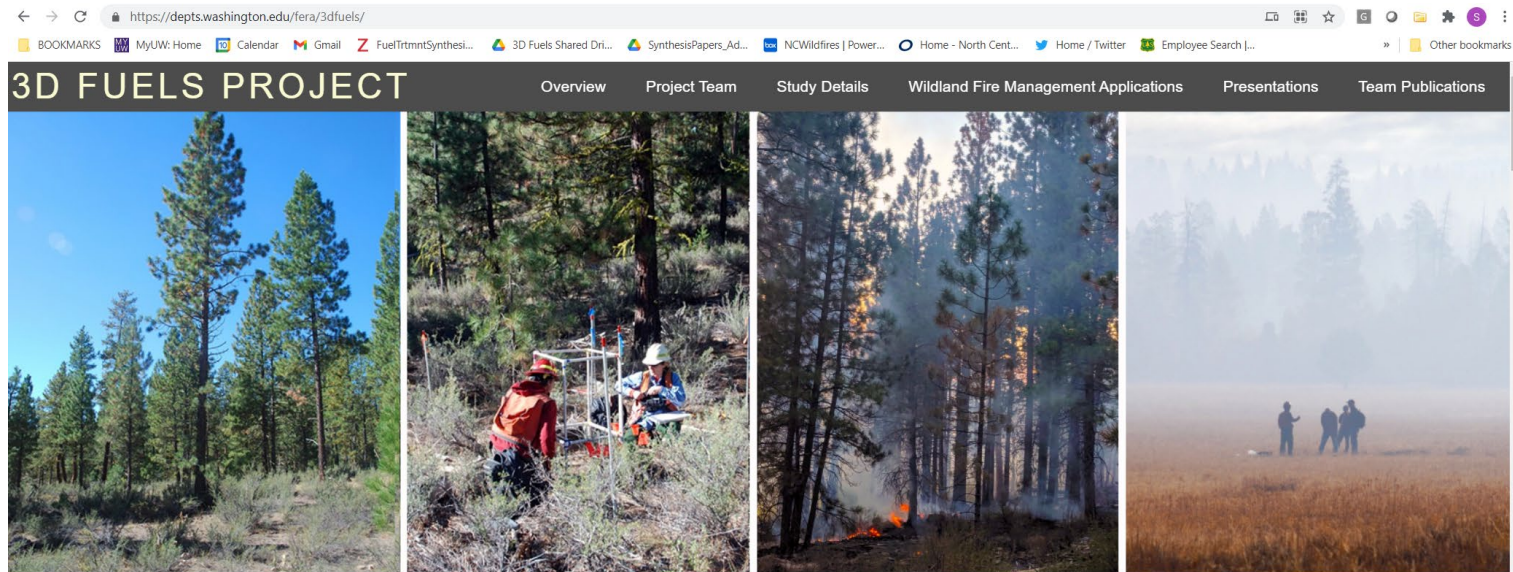 https://depts.washington.edu/fera/3dfuels/
G S
BOOKMARKS MyUW: Home Calendar Gmail FuelTrtmntSynthesi... 3D Fuels Shared Dri... SynthesisPapers_Ad... NCWildfires | Power... Home - North Cent... Home / Twitter Employee Search |... » Other bookmarks
3D FUELS PROJECT Overview Project Team Study Details Wildland Fire Management Applications Presentations Team Publications